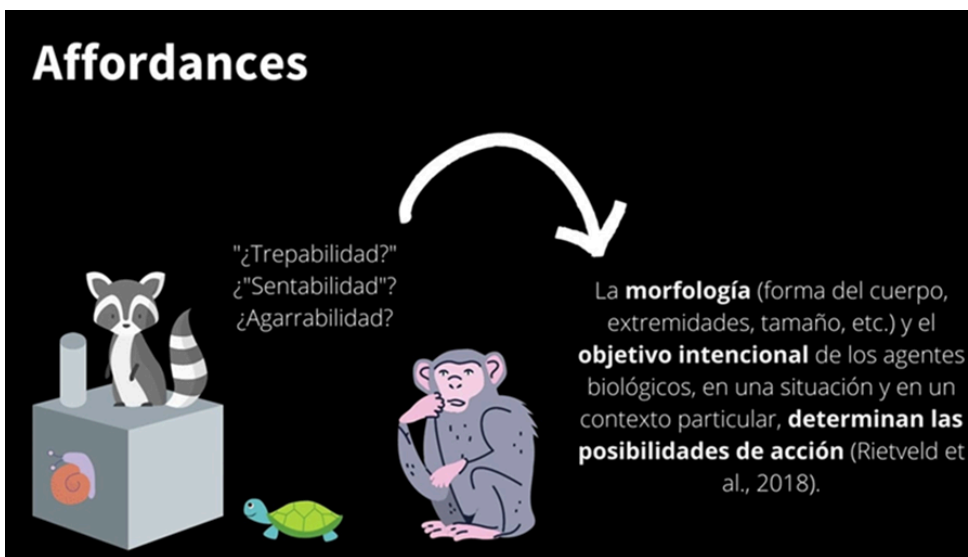 Affordances
"¿Trepabilidad?"
¿"Sentabilidad"?
¿Agarrabilidad?
La morfología (forma del cuerpo,
extremidades, tamaño, etc.) y el
objetivo intencional de los agentes
biológicos, en una situación y en un
contexto particular, determinan las
posibilidades de acción (Rietveld et
al., 2018).